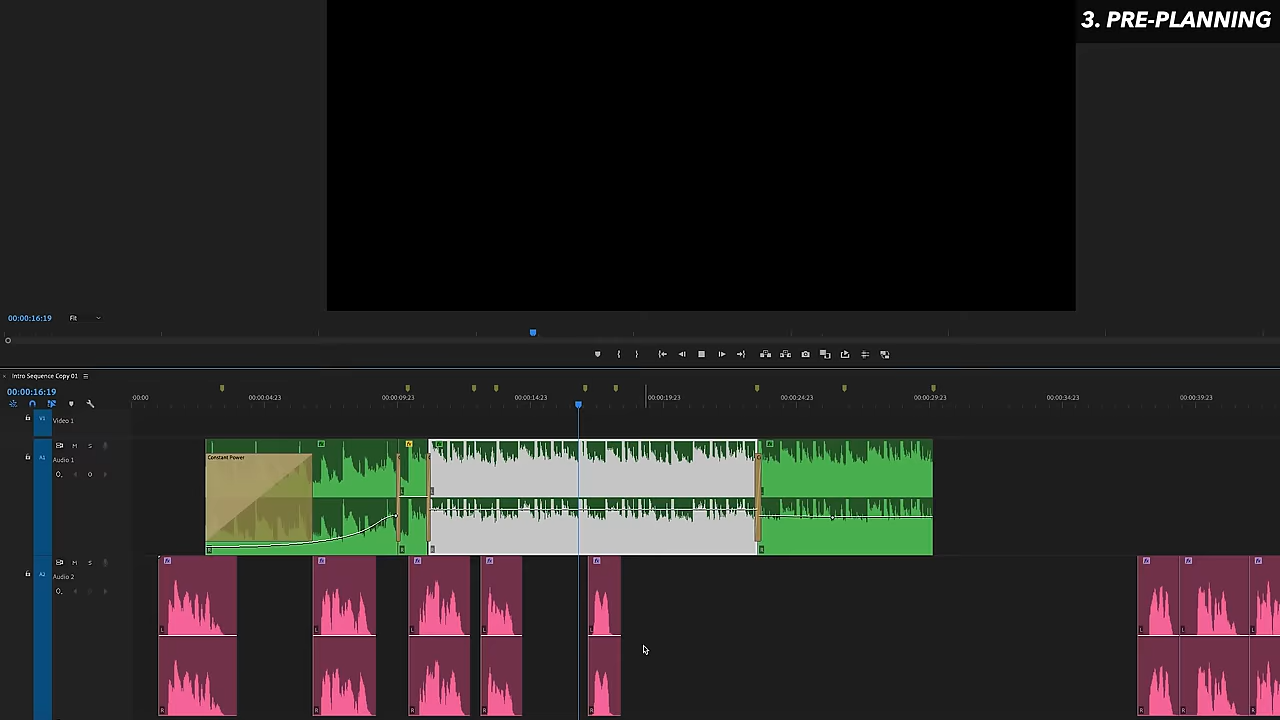 3. PRE-PLANNING
00:00:16:19
Fit
Intro Sequence Copy 01
00:00:16:19
:00:00
00:00:04:23
00:00:09:23
00:00:14:23
00:00:19:23
00:00:24:23
00:00:29:23
00:00:34:23
00:00:39:23
V1
Video 1
M
S
A1
Audio 1
Constant Power
L
R
M
S
A2
Audio 2
L
R